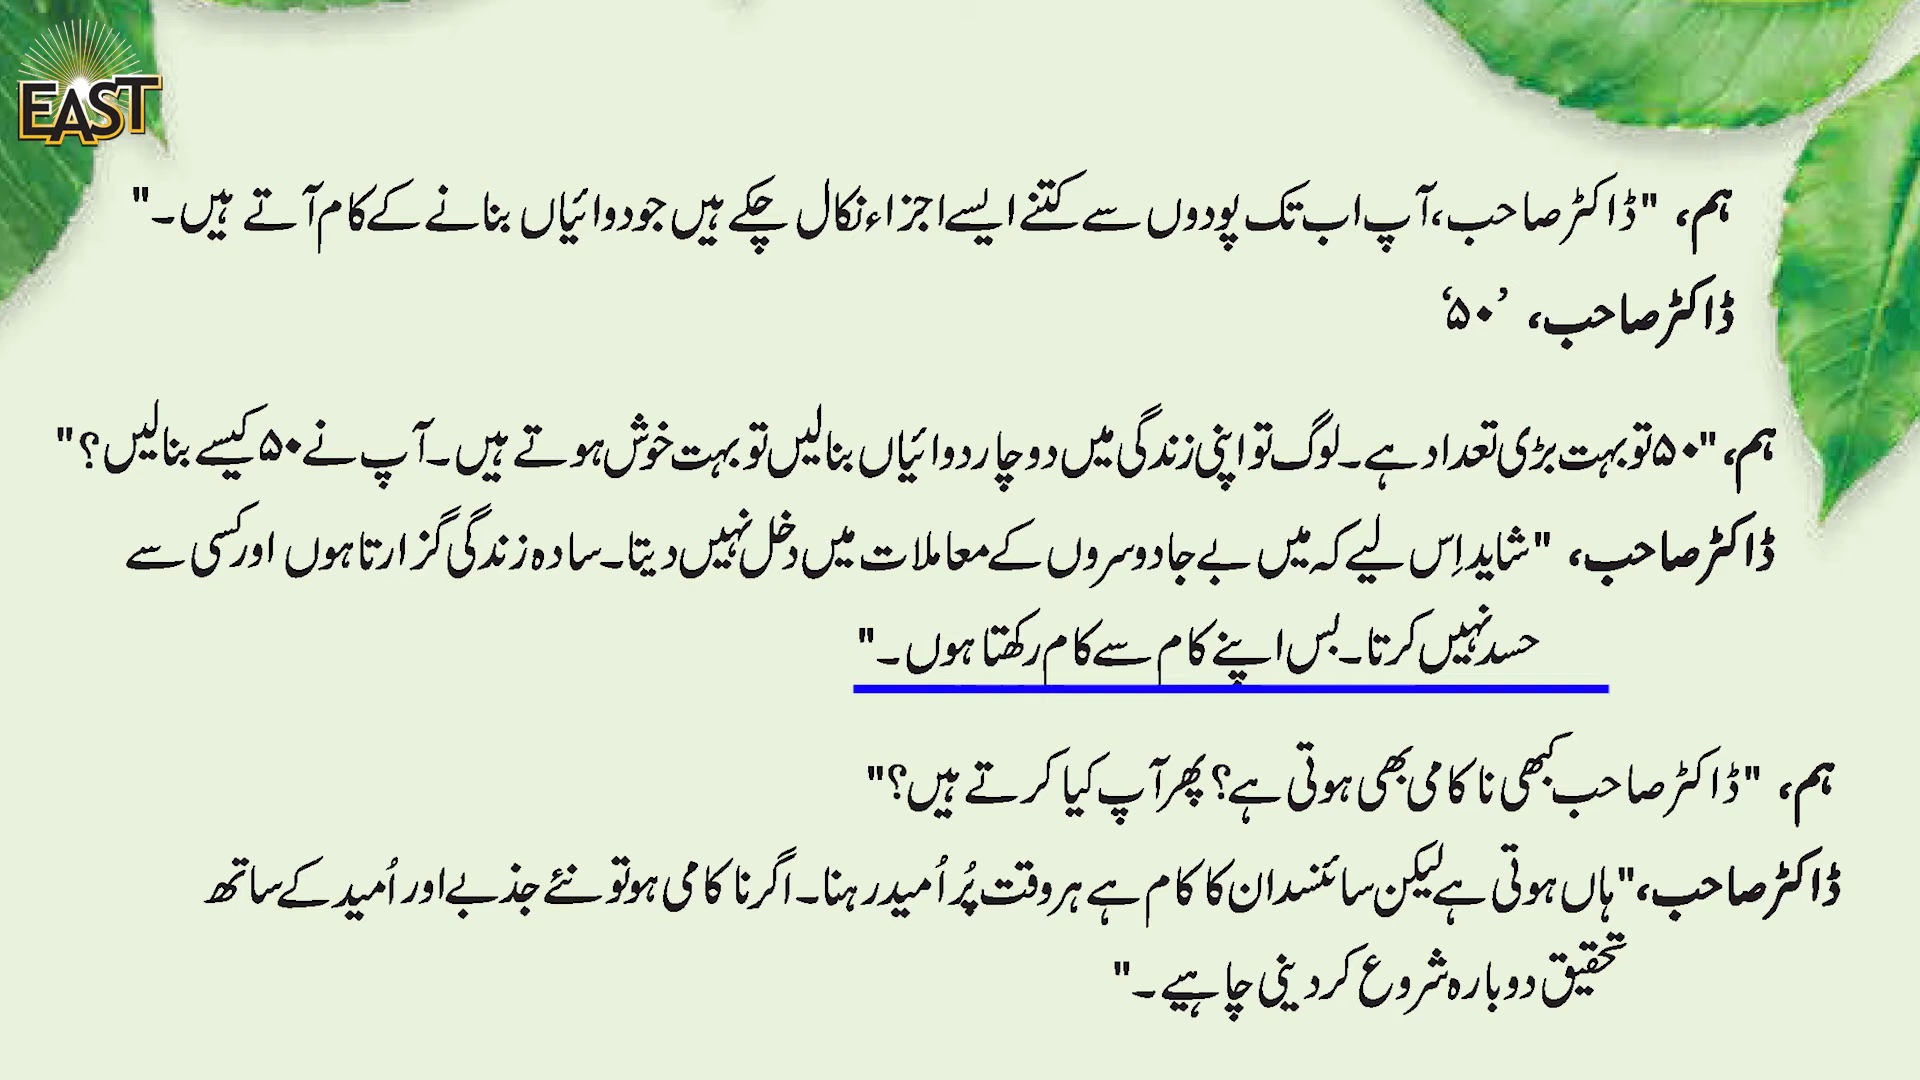 EAST
ہم، "ڈاکٹر صاحب، آپ اب تک پودوں سے کتنے ایسے اجزاء نکال چکے ہیں جو دوائیاں بنانے کے کام آتے ہیں۔"
ڈاکٹر صاحب، ’۵۰‘
ہم، "۵۰ تو بہت بڑی تعداد ہے۔ لوگ تو اپنی زندگی میں دو چار دوائیاں بنالیں تو بہت خوش ہوتے ہیں۔ آپ نے ۵۰ کیسے بنالیں؟"
ڈاکٹر صاحب، "شاید اِس لیے کہ میں بے جا دوسروں کے معاملات میں دخل نہیں دیتا۔ سادہ زندگی گزارتا ہوں اور کسی سے
حسد نہیں کرتا۔ بس اپنے کام سے کام رکھتا ہوں۔"
ہم، "ڈاکٹر صاحب کبھی ناکامی بھی ہوتی ہے؟ پھر آپ کیا کرتے ہیں؟"
ڈاکٹر صاحب، "ہاں ہوتی ہے لیکن سائنسدان کا کام ہے ہر وقت پُر اُمید رہنا۔ اگر ناکامی ہو تو نئے جذبے اور اُمید کے ساتھ
تحقیق دوبارہ شروع کر دینی چاہیے۔"